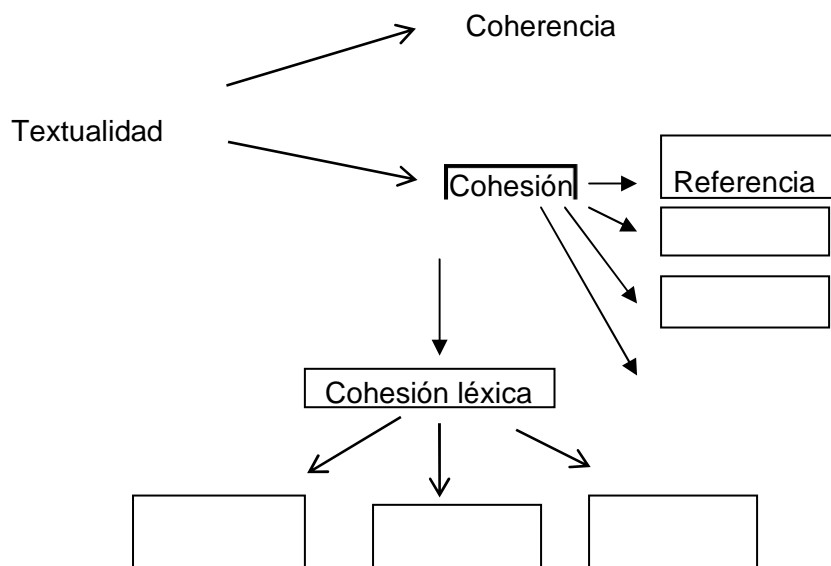 Coherencia
Textualidad
Cohesión
Referencia
Cohesión léxica